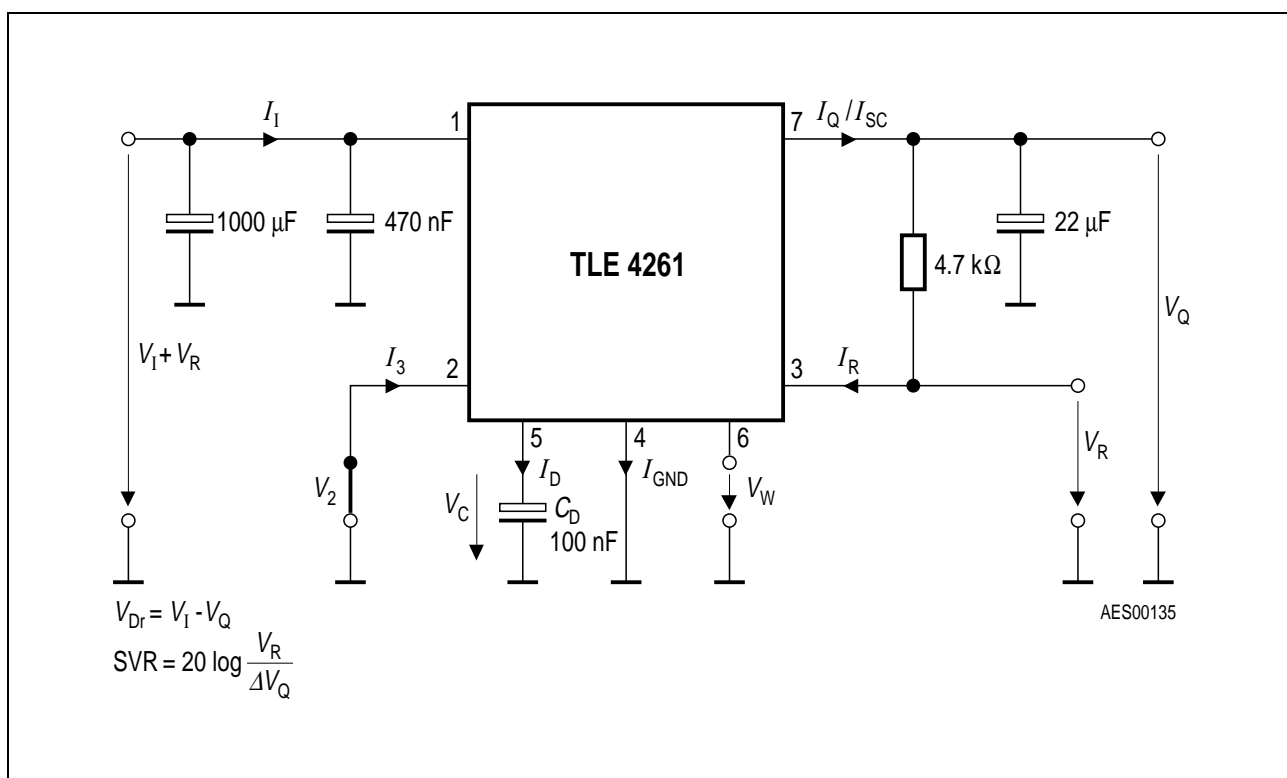 I_I
1
7
I_Q / I_SC
1000 μF
470 nF
TLE 4261
4.7 kΩ
22 μF
V_I + V_R
V_Q
I_3
2
3
I_R
5
4
6
V_2
V_C
I_D
I_GND
V_W
V_R
C_D
100 nF
V_Dr = V_I - V_Q
SVR = 20 log V_R / ΔV_Q
AES00135